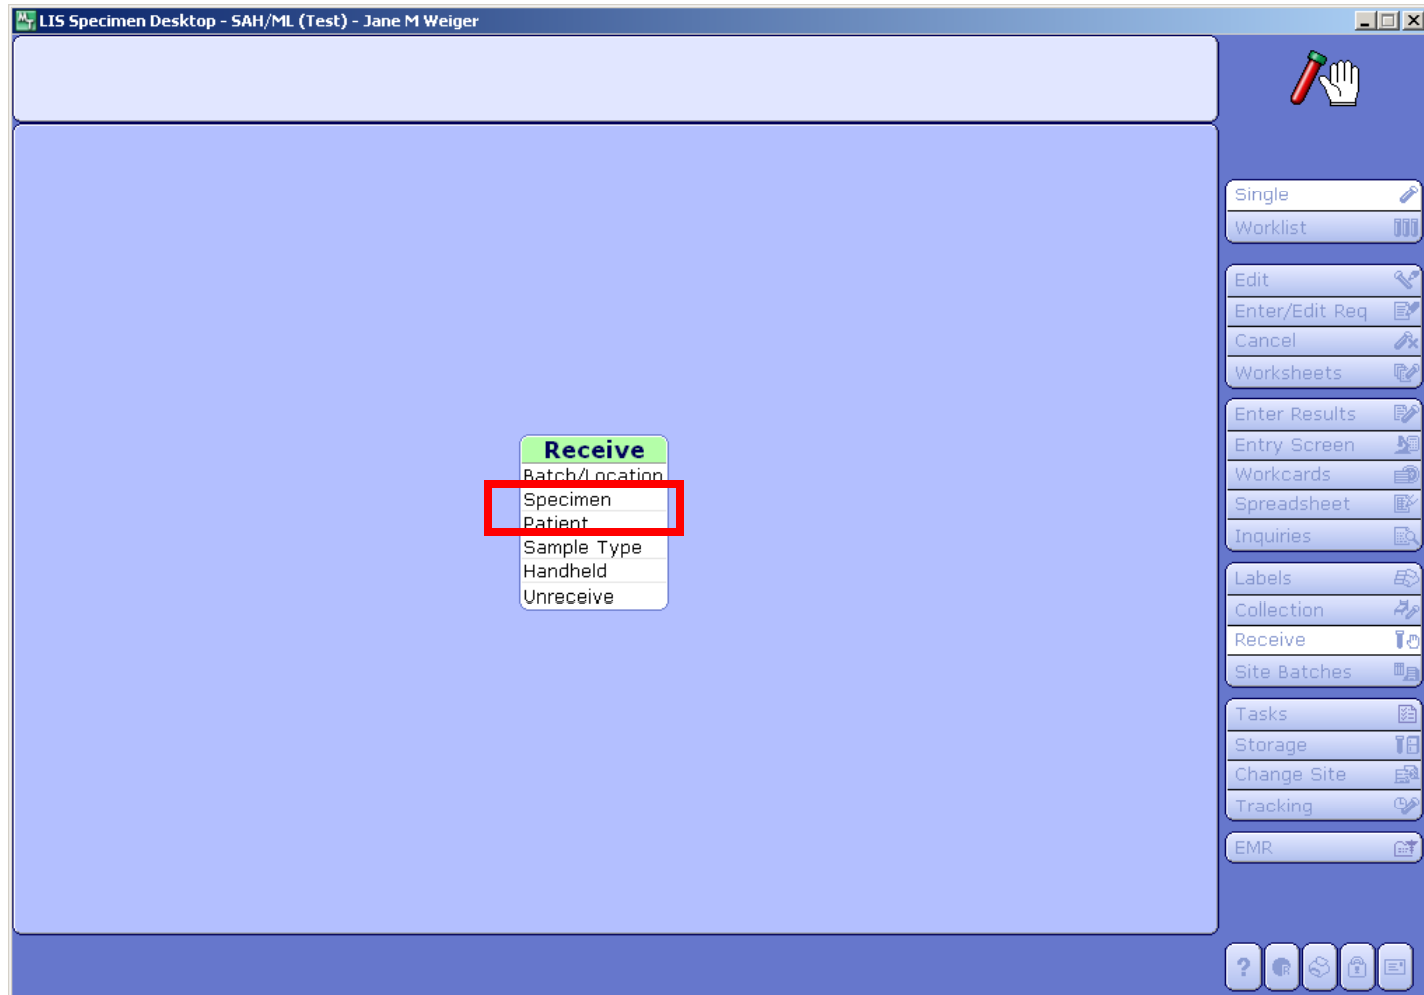 LIS Specimen Desktop - SAH/ML (Test) - Jane M Weiger
Single
Worklist
Edit
Enter/Edit Req
Cancel
Worksheets
Enter Results
Entry Screen
Workcards
Spreadsheet
Inquiries
Labels
Collection
Receive
Site Batches
Tasks
Storage
Change Site
Tracking
EMR
Receive
Batch/Location
Specimen
Patient
Sample Type
Handheld
Unreceive
?
R